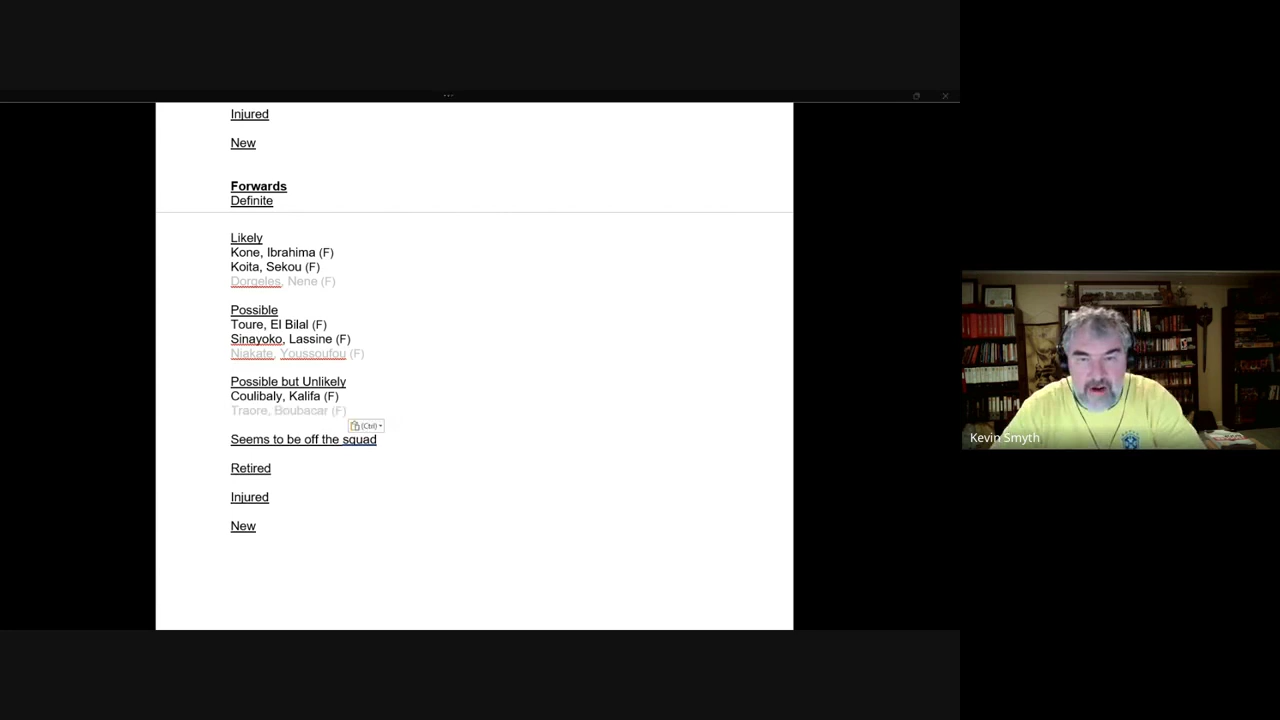 Injured
New
Forwards
Definite
Likely
Kone, Ibrahima (F)
Koita, Sekou (F)
Dorgeles, Nene (F)
Possible
Toure, El Bilal (F)
Sinayoko, Lassine (F)
Niakate, Youssoufou (F)
Possible but Unlikely
Coulibaly, Kalifa (F)
Traore, Boubacar (F)
(Ctrl)
Seems to be off the squad
Retired
Injured
New
Kevin Smyth